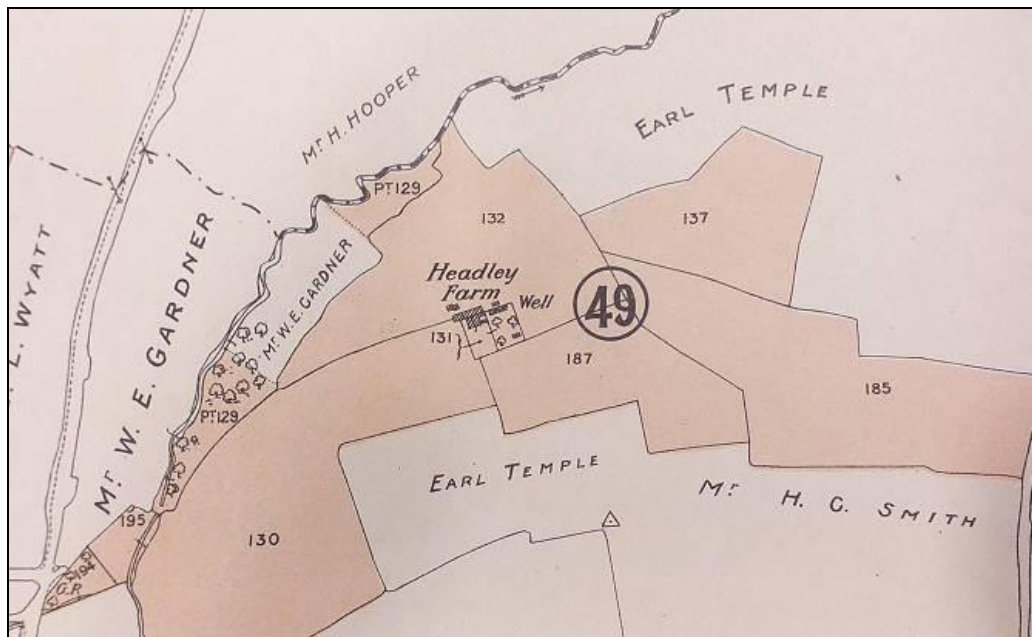 EARL TEMPLE
Mr. H. HOOPER
PT. 129
132
137
L. WYATT
Mr. W. E. GARDNER
Mr. W. E. GARDNER
Headley
Farm
Well
49
131
187
185
PT. 129
EARL TEMPLE
Mr. H. C. SMITH
195
130
194
G.P.